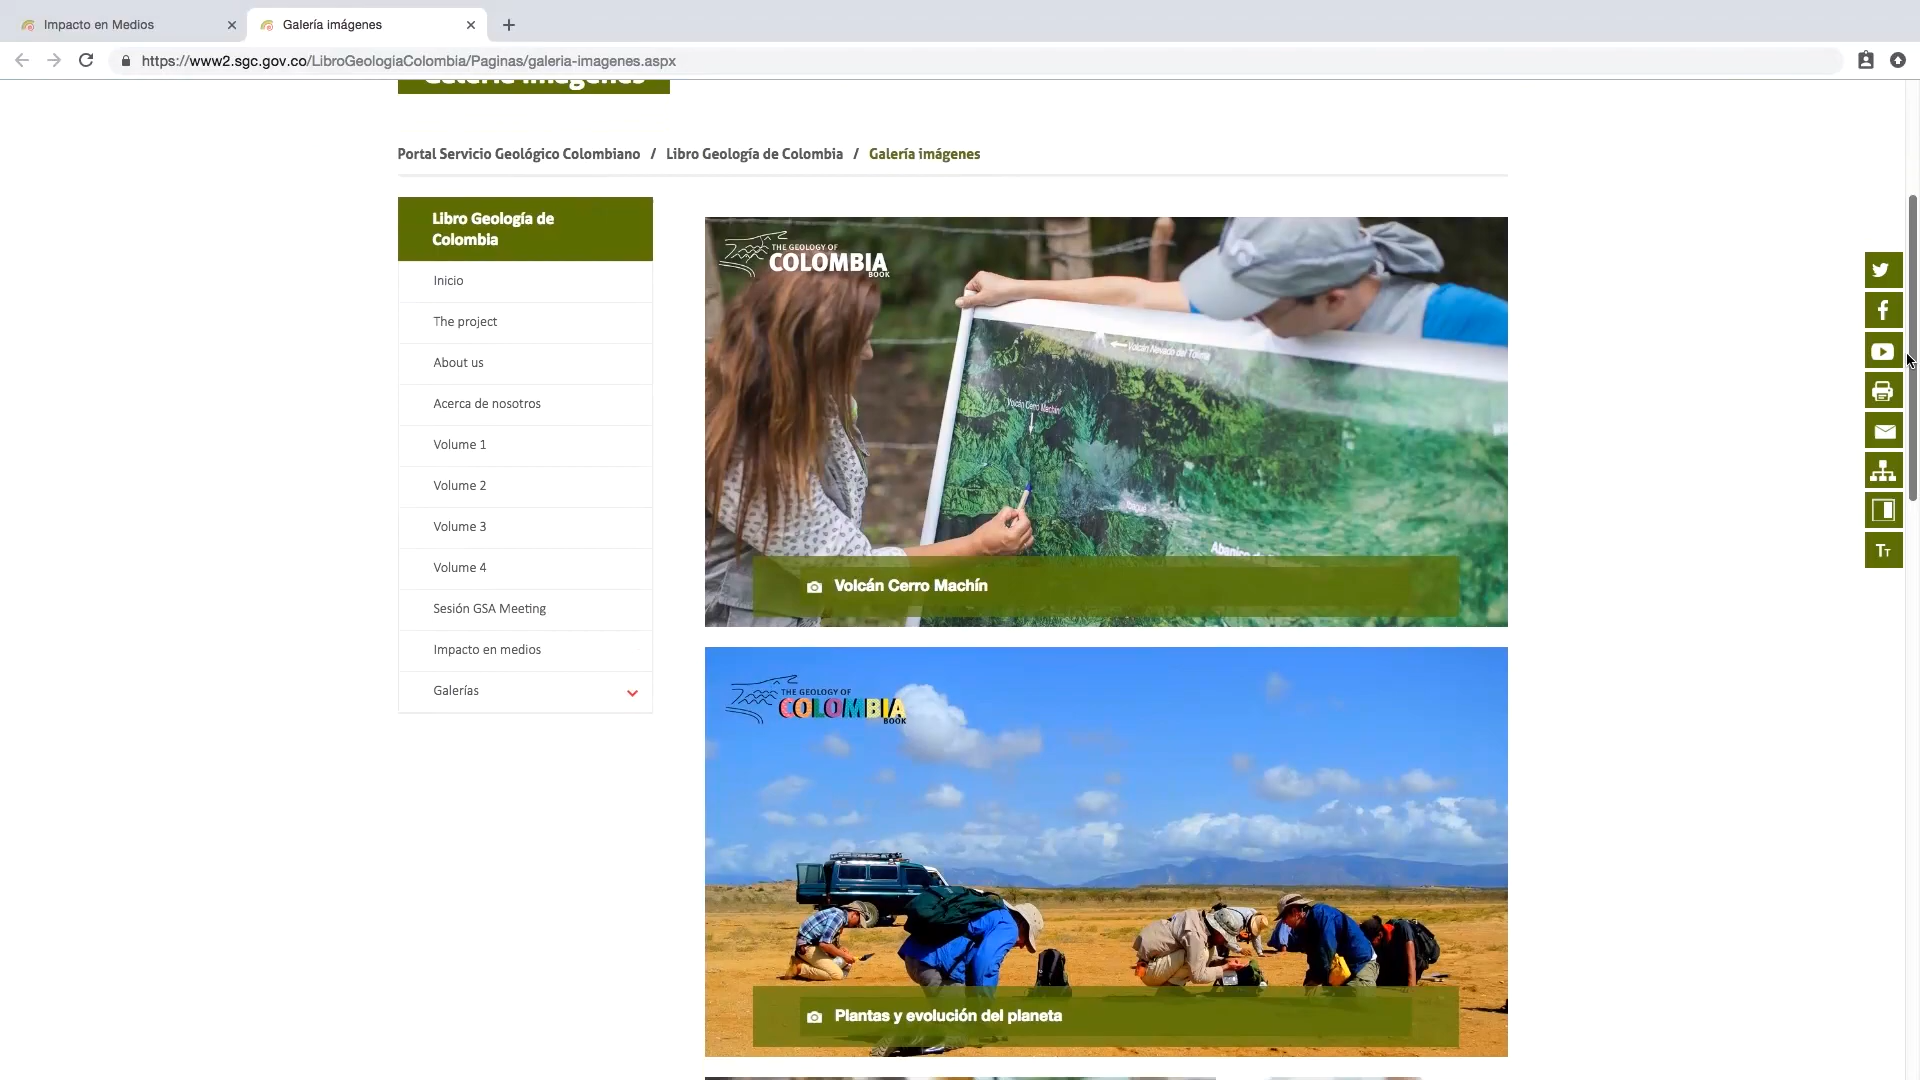 Impacto en Medios
Galería imágenes
https://www2.sgc.gov.co/LibroGeologiaColombia/Paginas/galeria-imagenes.aspx
Galería imágenes
Portal Servicio Geológico Colombiano / Libro Geología de Colombia / Galería imágenes
Libro Geología de
Colombia
Inicio
The project
About us
Acerca de nosotros
Volume 1
Volume 2
Volume 3
Volume 4
Sesión GSA Meeting
Impacto en medios
Galerías
THE GEOLOGY OF
COLOMBIA
BOOK
Volcán Nevado del Tolima
Volcán Cerro Machín
Volcán Cerro Machín
THE GEOLOGY OF
COLOMBIA
BOOK
Plantas y evolución del planeta
TT